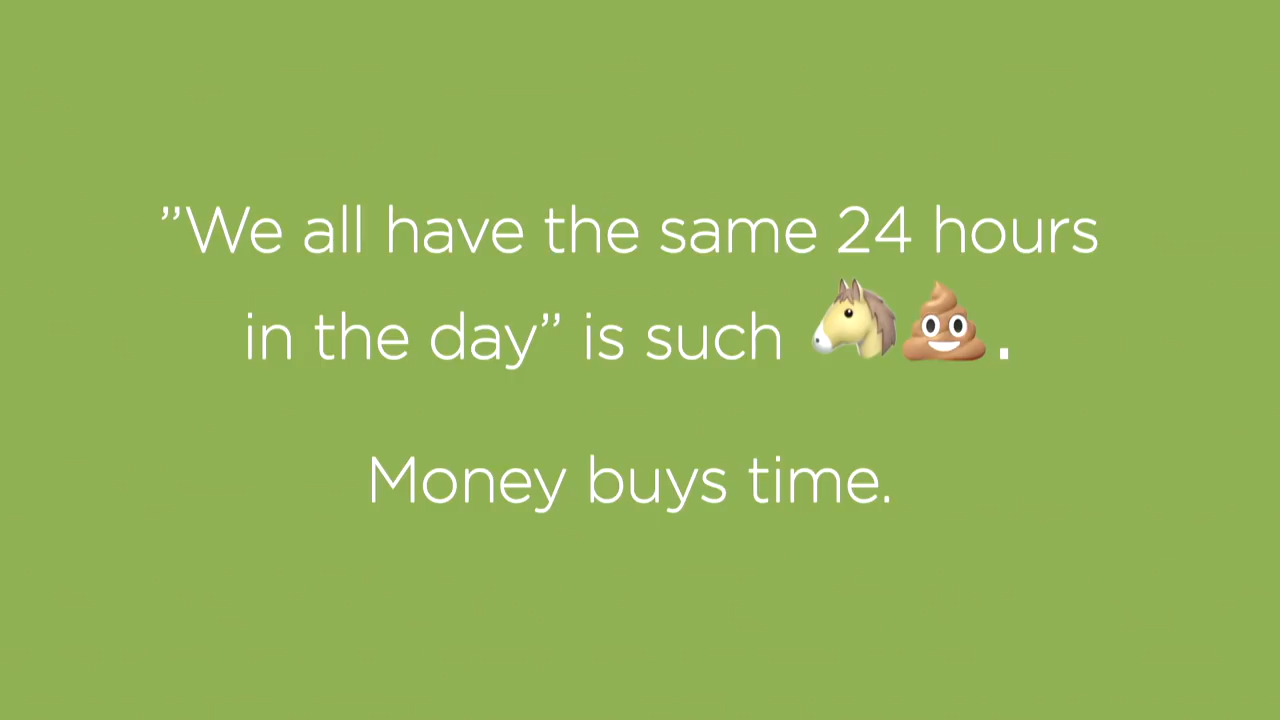 ”We all have the same 24 hours
in the day” is such 🐴💩.
Money buys time.